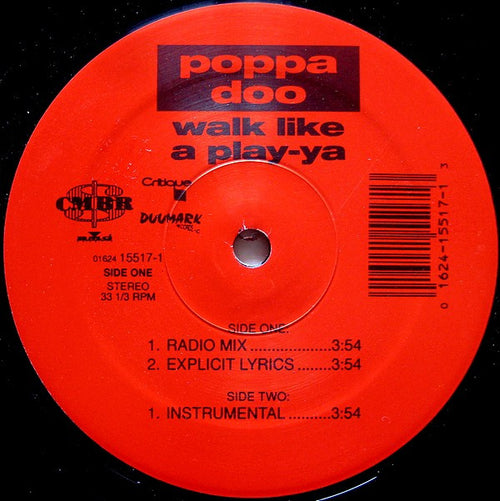 poppa
doo
walk like
a play-ya
Critique
CMBR
DUUMARK
01624 15517-1
SIDE ONE
STEREO
33 1/3 RPM
0 1624-15517-1 3
SIDE ONE:
1. RADIO MIX....................3:54
2. EXPLICIT LYRICS........3:54
SIDE TWO:
1. INSTRUMENTAL..........3:54